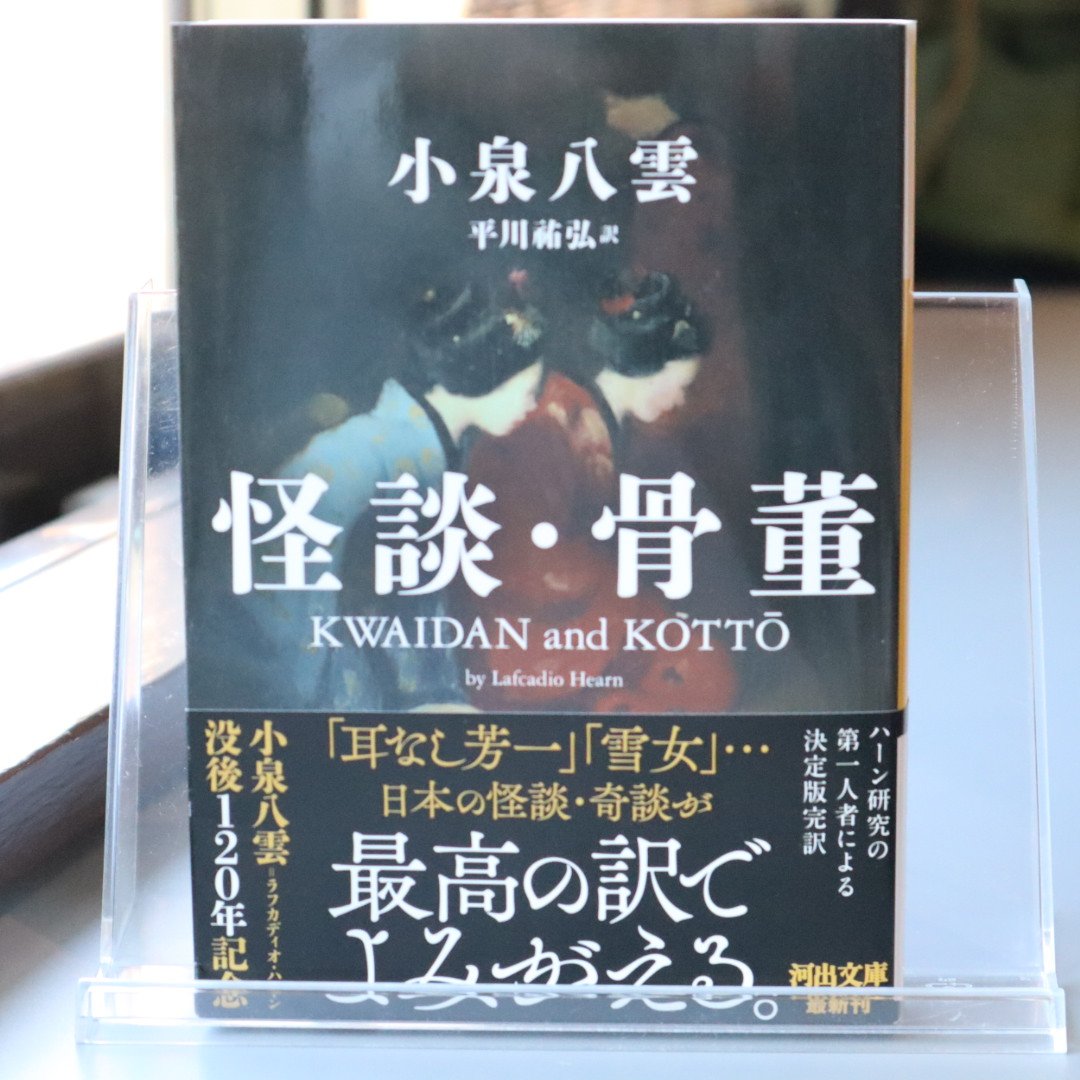 小泉八雲
平川祐弘訳
怪談・骨董
KWAIDAN and KOTTŌ
by Lafcadio Hearn
ハーン研究の
第一人者による
決定版完訳
「耳なし芳一」「雪女」…
日本の怪談・奇談が
最高の訳で
よみがえる。
小泉八雲=ラフカディオ・ハーン
没後120年記念
河出文庫
最新刊